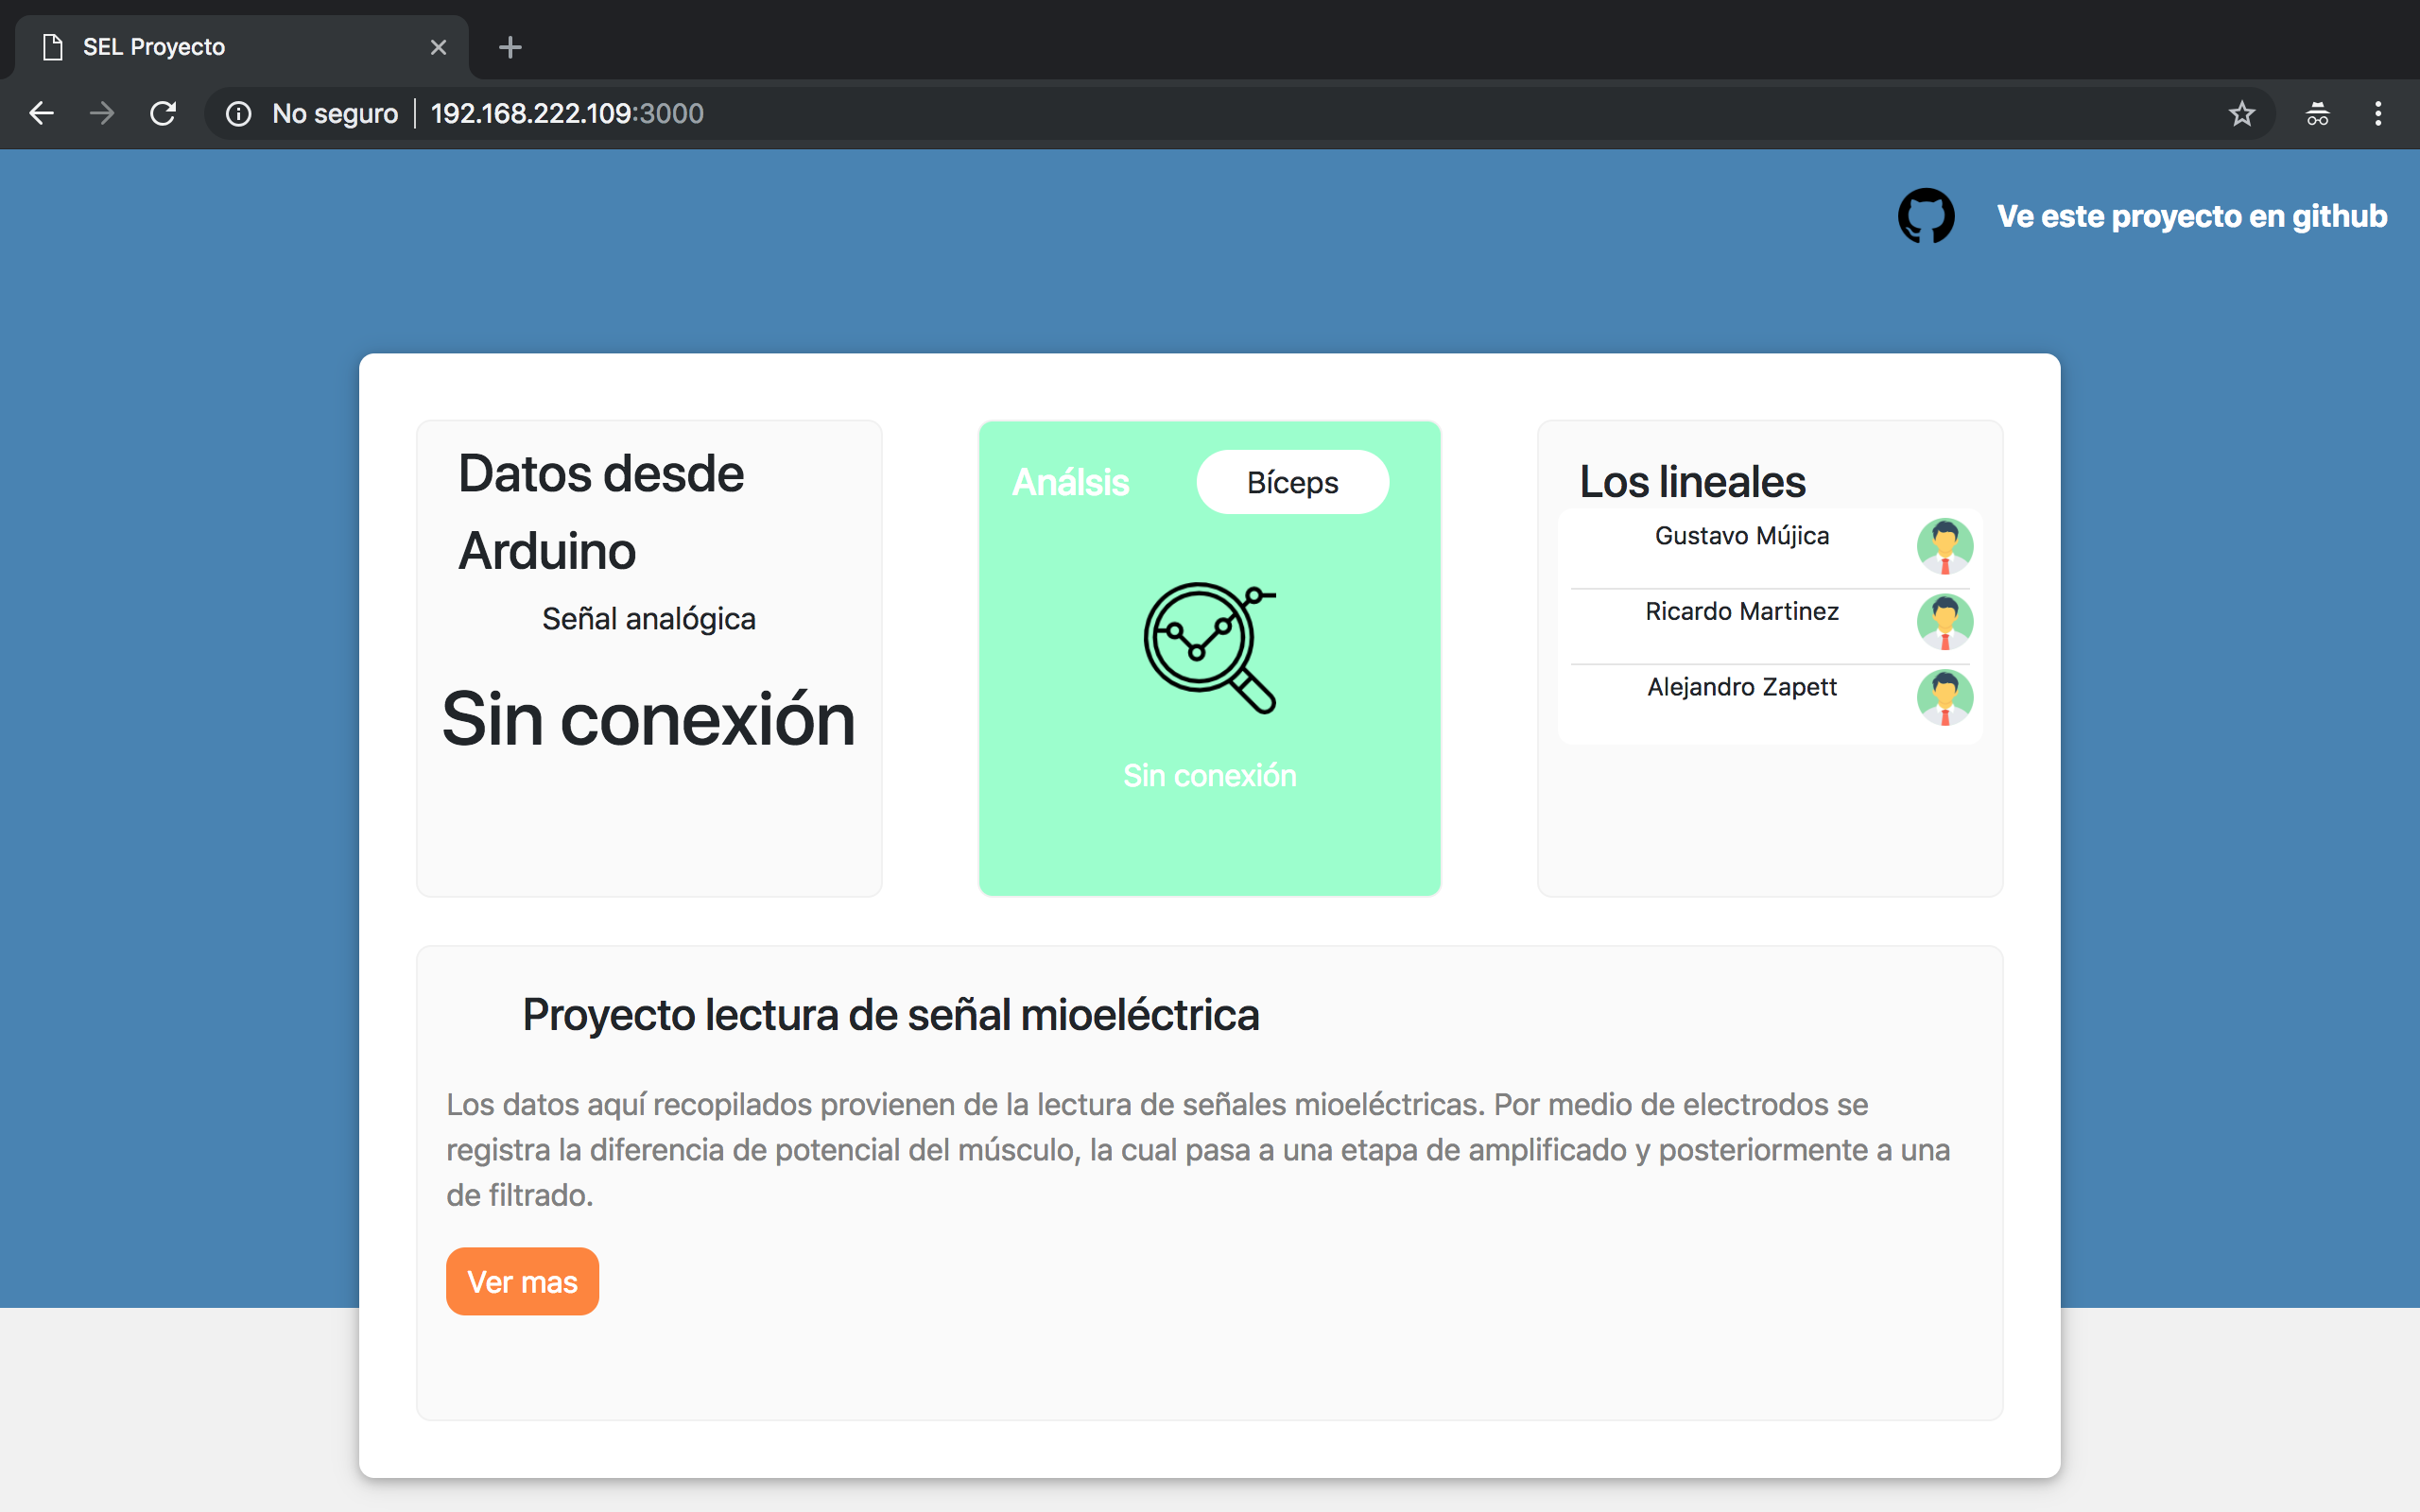 SEL Proyecto
No seguro | 192.168.222.109:3000
Ve este proyecto en github
Datos desde
Arduino
Señal analógica
Sin conexión
Análsis
Bíceps
Sin conexión
Los lineales
Gustavo Mújica
Ricardo Martinez
Alejandro Zapett
Proyecto lectura de señal mioeléctrica
Los datos aquí recopilados provienen de la lectura de señales mioeléctricas. Por medio de electrodos se
registra la diferencia de potencial del músculo, la cual pasa a una etapa de amplificado y posteriormente a una
de filtrado.
Ver mas